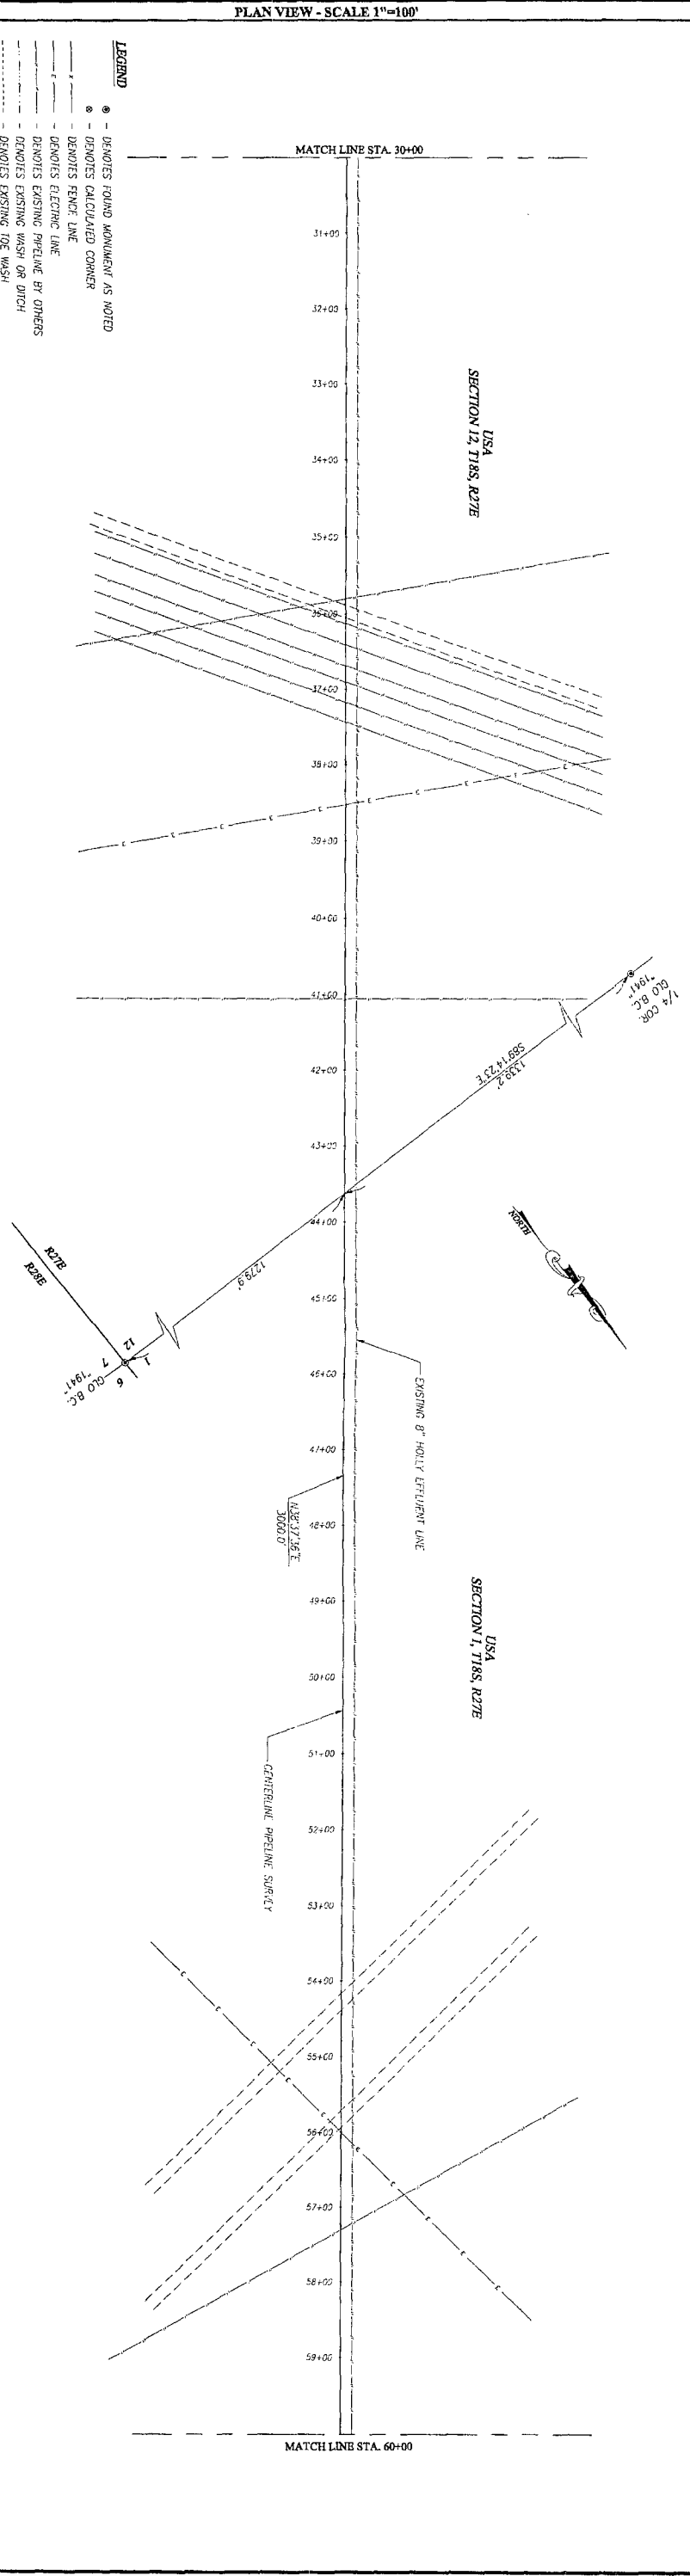 PLAN VIEW - SCALE 1"=100'
LEGEND
- DENOTES FOUND MONUMENT AS NOTED
- DENOTES CALCULATED CORNER
- DENOTES FENCE LINE
- DENOTES ELECTRIC LINE
- DENOTES EXISTING PIPELINE BY OTHERS
- DENOTES EXISTING WASH OR DITCH
- DENOTES EXISTING TOE WASH
MATCH LINE STA. 30+00
31+00
32+00
33+00
USA
SECTION 12, T18S, R27E
34+00
35+00
36+00
37+00
38+00
39+00
40+00
1/4 COR.
GLO B.C.
"1941"
41+00
42+00
S89°14'23"E
1339.2'
43+00
44+00
NORTH
R27E
R28E
1279.9'
45+00
12 1
7 6
GLO B.C.
"1941"
46+00
EXISTING 8" HOLLY EFFLUENT LINE
47+00
N38°37'36"E
3000.0'
48+00
49+00
USA
SECTION 1, T18S, R27E
50+00
51+00
CENTERLINE PIPELINE SURVEY
52+00
53+00
54+00
55+00
56+00
57+00
58+00
59+00
MATCH LINE STA. 60+00